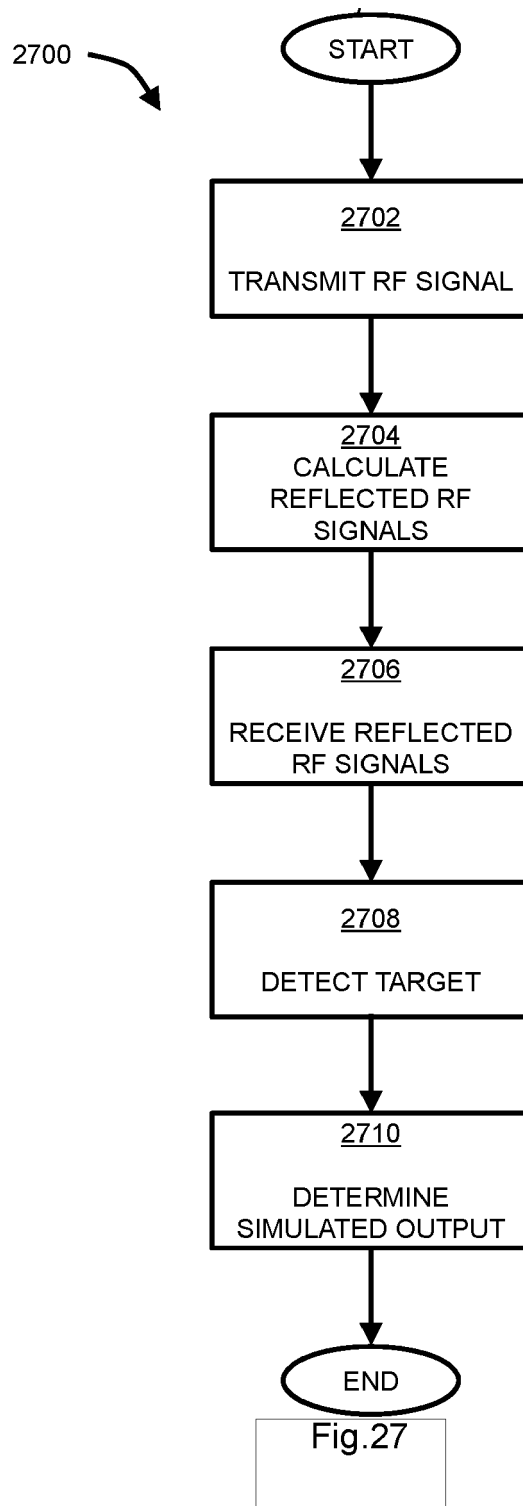 2700
START
2702
TRANSMIT RF SIGNAL
2704
CALCULATE
REFLECTED RF
SIGNALS
2706
RECEIVE REFLECTED
RF SIGNALS
2708
DETECT TARGET
2710
DETERMINE
SIMULATED OUTPUT
END
Fig.27